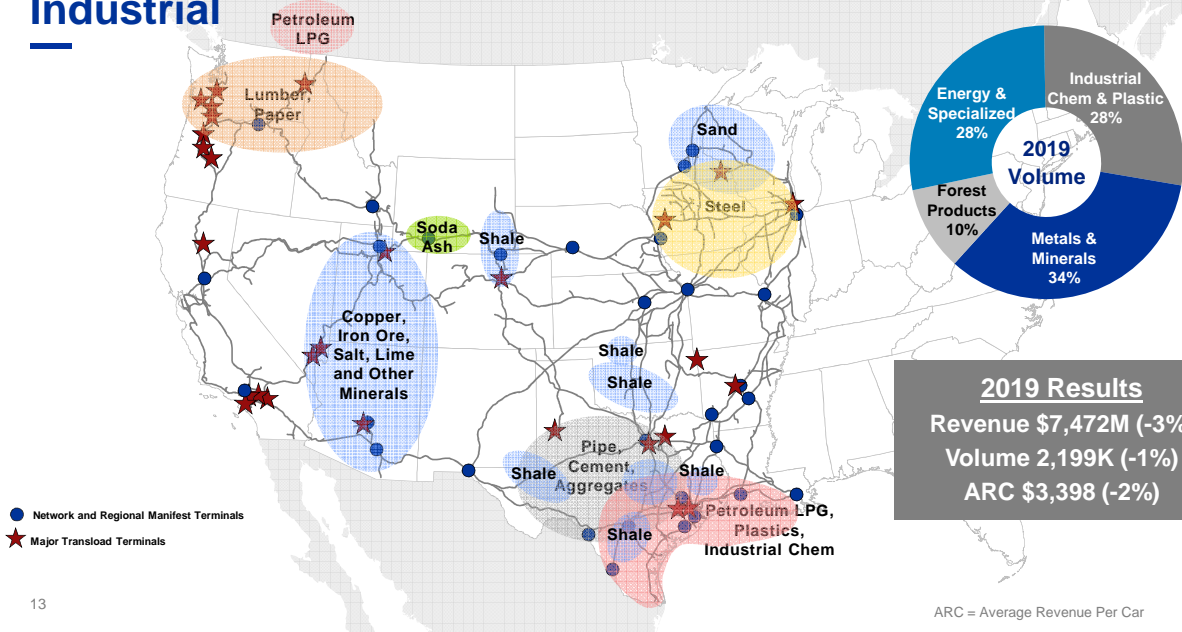 Industrial
Petroleum
LPG
Lumber,
Paper
Sand
Steel
Soda
Ash
Shale
Copper,
Iron Ore,
Salt, Lime
and Other
Minerals
Shale
Shale
Pipe,
Cement,
Aggregates
Shale
Shale
Shale
Petroleum LPG,
Plastics,
Industrial Chem
Energy &
Specialized
28%
Industrial
Chem & Plastic
28%
2019
Volume
Forest
Products
10%
Metals &
Minerals
34%
2019 Results
Revenue $7,472M (-3%
Volume 2,199K (-1%)
ARC $3,398 (-2%)
Network and Regional Manifest Terminals
Major Transload Terminals
13
ARC = Average Revenue Per Car